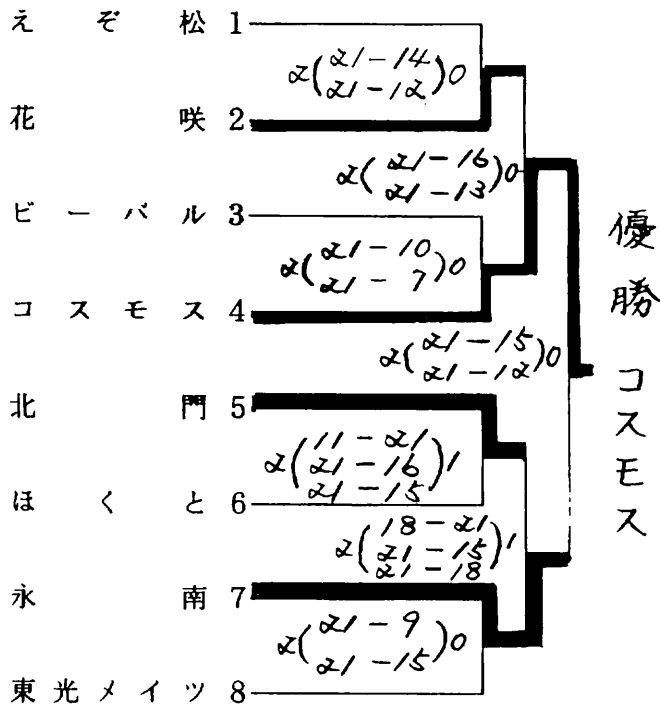 えぞ松 1
2(21-14 21-12)0
花咲 2
2(21-16 21-13)0
ビーバル 3
2(21-10 21-7)0
コスモス 4
2(21-15 21-12)0
北門 5
2(11-21 21-16 21-15)1
ほくと 6
2(18-21 21-15 21-18)1
永南 7
2(21-9 21-15)0
東光メイツ 8
優勝 コスモス